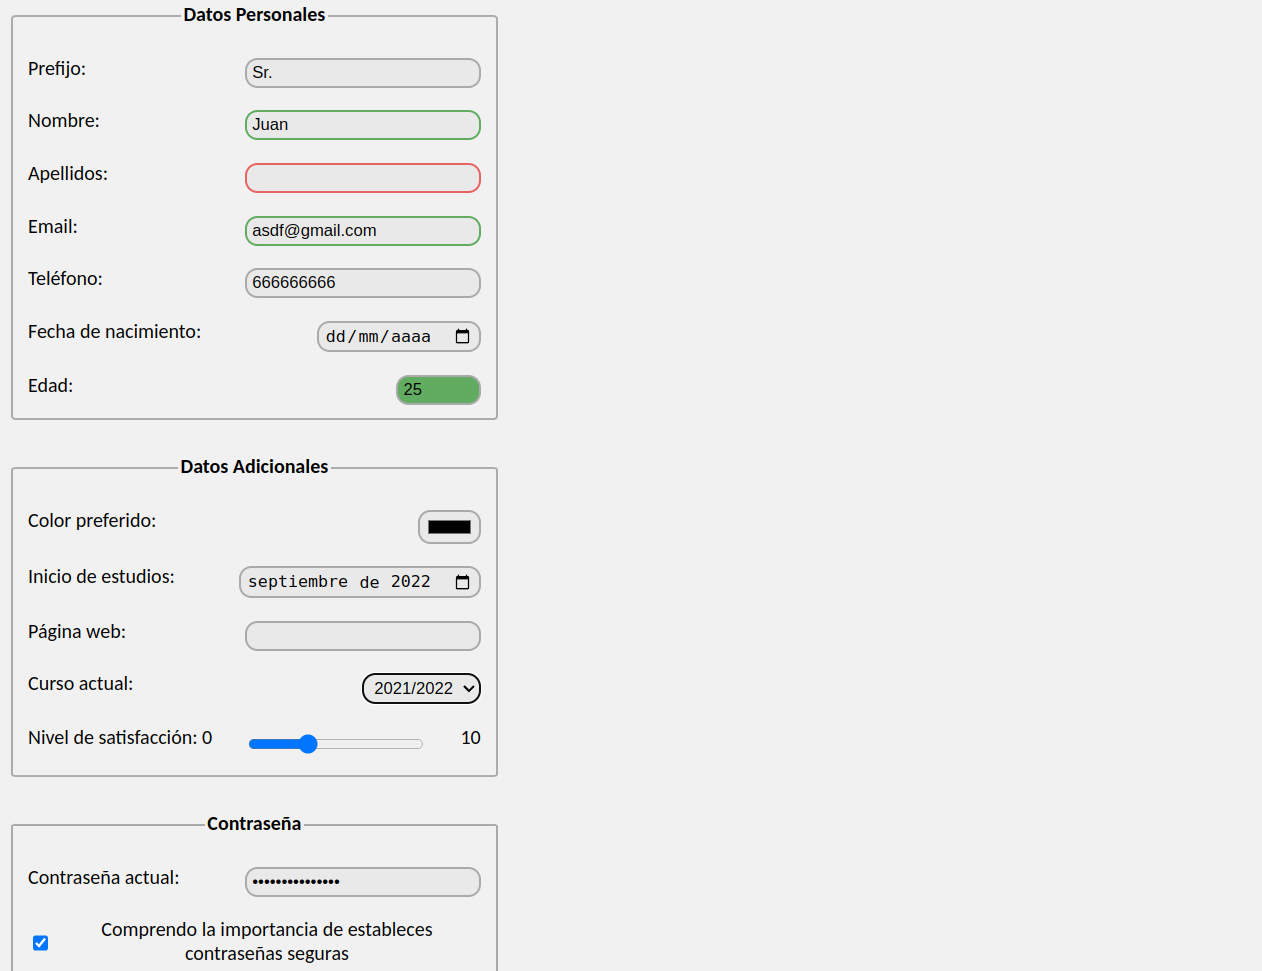 Datos Personales
Prefijo: Sr.
Nombre: Juan
Apellidos:
Email: asdf@gmail.com
Teléfono: 666666666
Fecha de nacimiento: dd/mm/aaaa
Edad: 25
Datos Adicionales
Color preferido:
Inicio de estudios: septiembre de 2022
Página web:
Curso actual: 2021/2022
Nivel de satisfacción: 0 10
Contraseña
Contraseña actual: •••••••••••••••
Comprendo la importancia de estableces
contraseñas seguras